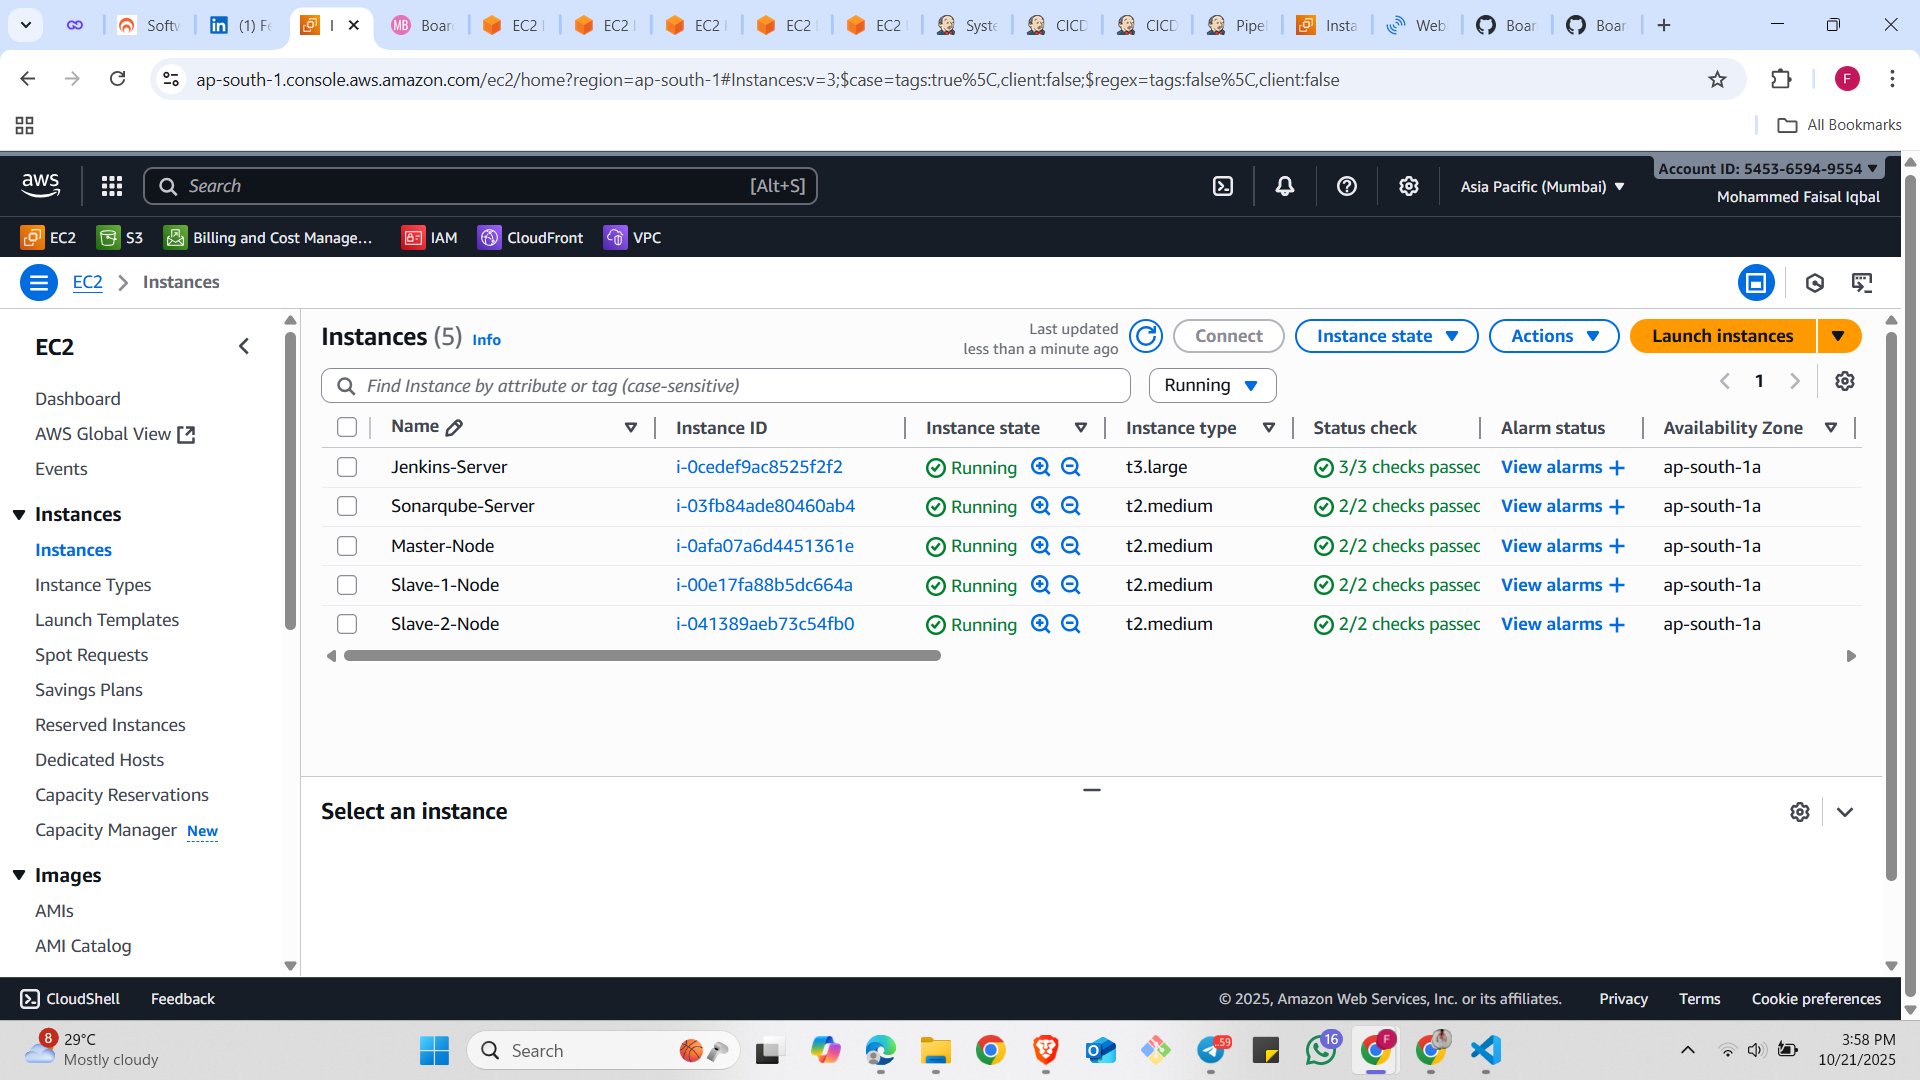 Softw
(1) Fe
I
Boar
EC2 I
EC2 I
EC2 I
EC2 I
EC2 I
Syste
CICD
CICD
Pipel
Insta
Web
Boar
Boar
ap-south-1.console.aws.amazon.com/ec2/home?region=ap-south-1#Instances:v=3;$case=tags:true%5C,client:false;$regex=tags:false%5C,client:false
F
All Bookmarks
aws
Search
[Alt+S]
Asia Pacific (Mumbai)
Account ID: 5453-6594-9554
Mohammed Faisal Iqbal
EC2
S3
Billing and Cost Manage...
IAM
CloudFront
VPC
EC2
Instances
EC2
Dashboard
AWS Global View
Events
Instances
Instances
Instance Types
Launch Templates
Spot Requests
Savings Plans
Reserved Instances
Dedicated Hosts
Capacity Reservations
Capacity Manager New
Images
AMIs
AMI Catalog
Instances (5) Info
Last updated
less than a minute ago
Connect
Instance state
Actions
Launch instances
Find Instance by attribute or tag (case-sensitive)
Running
1
Name Instance ID Instance state Instance type Status check Alarm status Availability Zone
Jenkins-Server i-0cedef9ac8525f2f2 Running t3.large 3/3 checks passed View alarms + ap-south-1a
Sonarqube-Server i-03fb84ade80460ab4 Running t2.medium 2/2 checks passed View alarms + ap-south-1a
Master-Node i-0afa07a6d4451361e Running t2.medium 2/2 checks passed View alarms + ap-south-1a
Slave-1-Node i-00e17fa88b5dc664a Running t2.medium 2/2 checks passed View alarms + ap-south-1a
Slave-2-Node i-041389aeb73c54fb0 Running t2.medium 2/2 checks passed View alarms + ap-south-1a
Select an instance
CloudShell
Feedback
© 2025, Amazon Web Services, Inc. or its affiliates.
Privacy
Terms
Cookie preferences
8
29°C
Mostly cloudy
Search
59
16
F
3:58 PM
10/21/2025